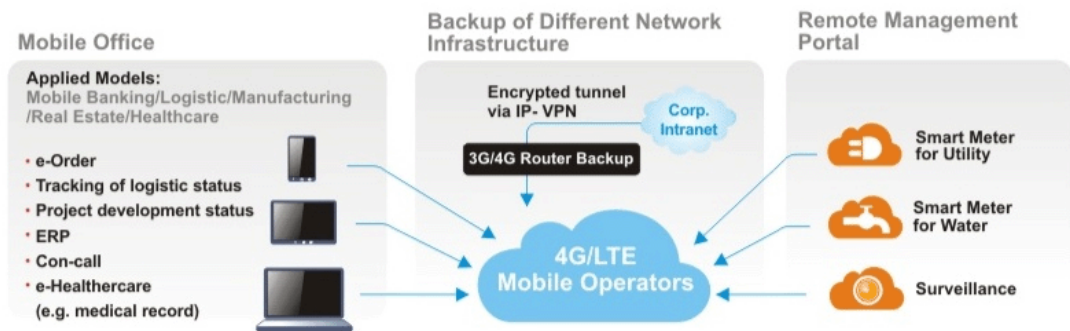 Mobile Office
Applied Models:
Mobile Banking/Logistic/Manufacturing
/Real Estate/Healthcare
• e-Order
• Tracking of logistic status
• Project development status
• ERP
• Con-call
• e-Healthercare
(e.g. medical record)
Backup of Different Network
Infrastructure
Encrypted tunnel
via IP- VPN
Corp.
Intranet
3G/4G Router Backup
4G/LTE
Mobile Operators
Remote Management
Portal
Smart Meter
for Utility
Smart Meter
for Water
Surveillance